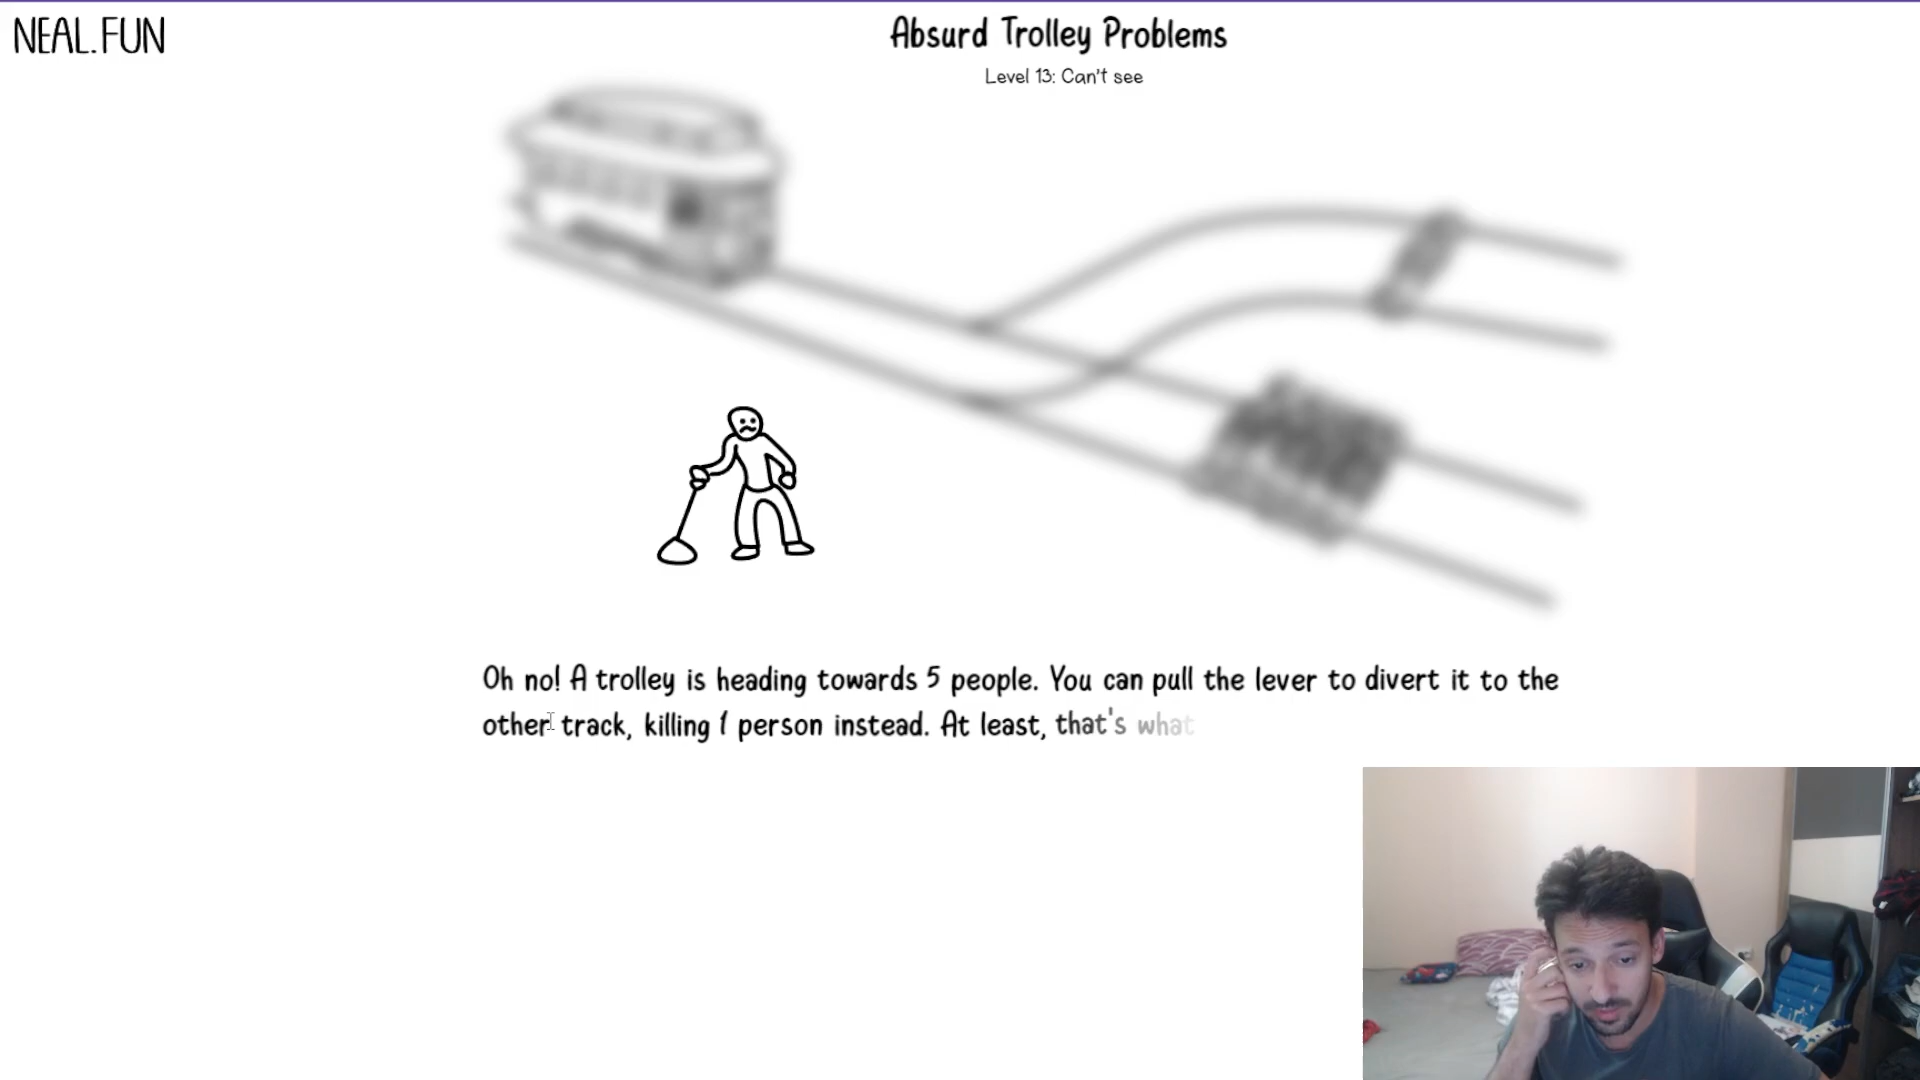 NEAL.FUN
Absurd Trolley Problems
Level 13: Can't see
Oh no! A trolley is heading towards 5 people. You can pull the lever to divert it to the
other track, killing 1 person instead. At least, that's what